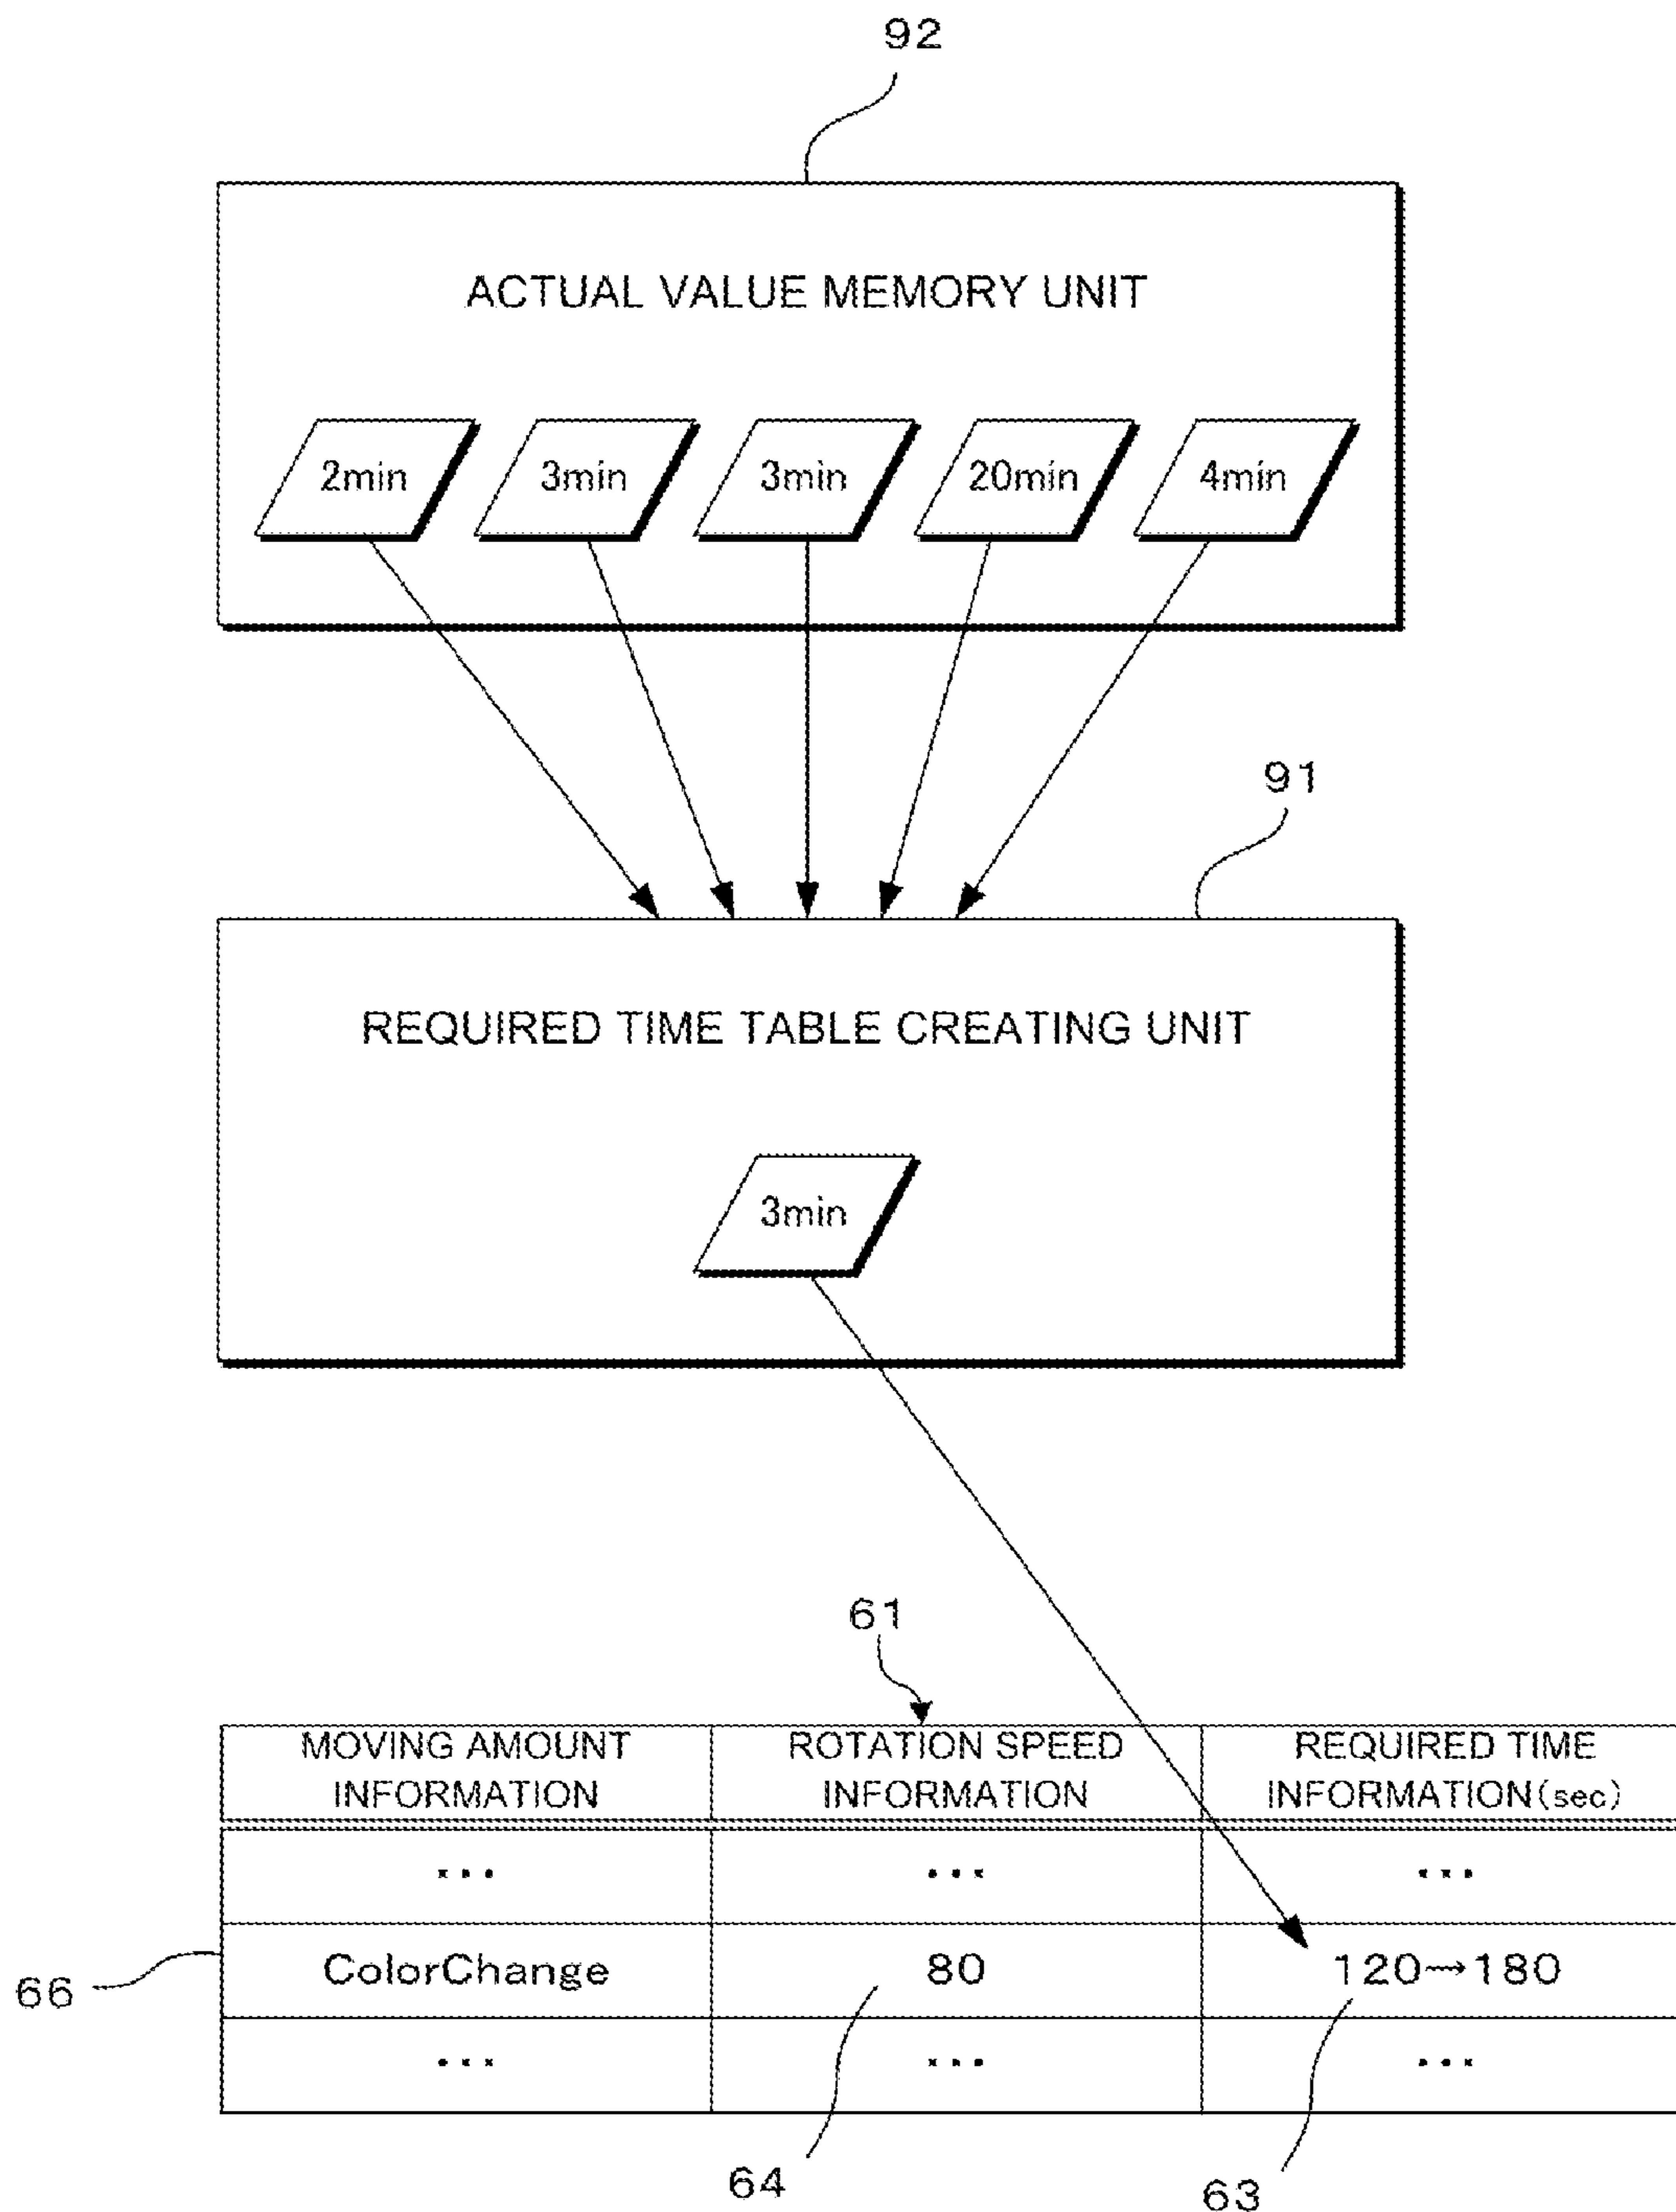 92
ACTUAL VALUE MEMORY UNIT
2min 3min 3min 20min 4min
91
REQUIRED TIME TABLE CREATING UNIT
3min
61
MOVING AMOUNT INFORMATION
ROTATION SPEED INFORMATION
REQUIRED TIME INFORMATION(sec)
... ... ...
66
ColorChange 80 120→180
... ... ...
64
63